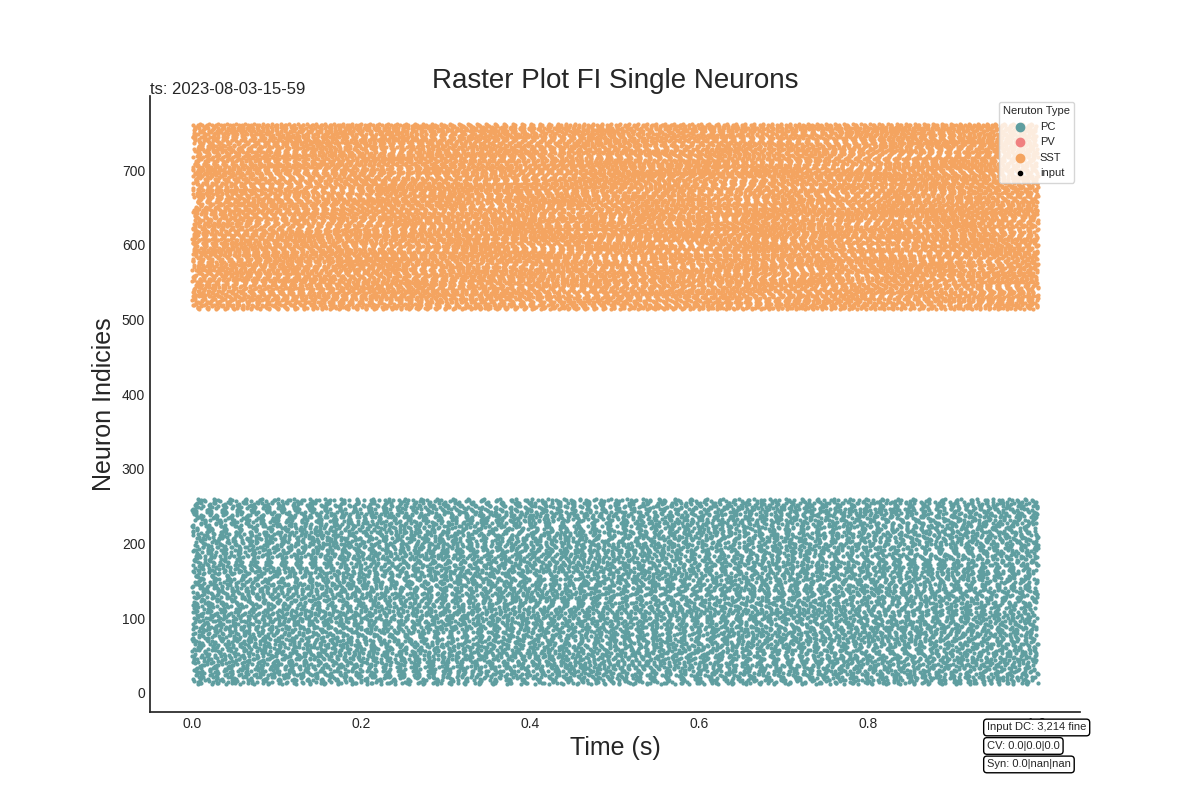 Raster Plot FI Single Neurons
ts: 2023-08-03-15-59
Neruton Type
PC
PV
SST
input
Neuron Indicies
700
600
500
400
300
200
100
0
0.0 0.2 0.4 0.6 0.8
Time (s)
Input DC: 3,214 fine
CV: 0.0|0.0|0.0
Syn: 0.0|nan|nan